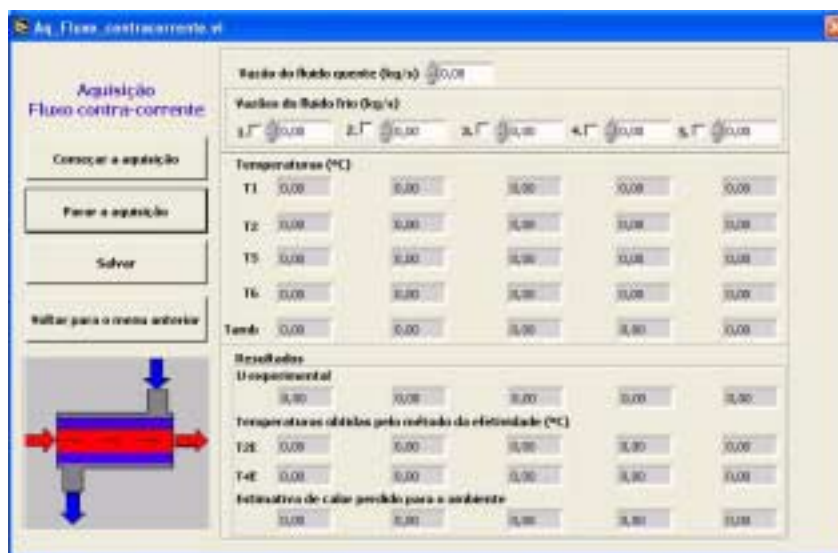 Aq_Fluxo_contracorrente.vi
Aquisição
Fluxo contra-corrente
Começar a aquisição
Parar a aquisição
Salvar
Voltar para o menu anterior
Vazão do fluido quente (kg/s) 0,00
Vazões do fluido frio (kg/s)
1. 0,00 2. 0,00 3. 0,00 4. 0,00 5. 0,00
Temperaturas (ºC)
T1 0,00 0,00 0,00 0,00 0,00
T2 0,00 0,00 0,00 0,00 0,00
T5 0,00 0,00 0,00 0,00 0,00
T6 0,00 0,00 0,00 0,00 0,00
Tamb 0,00 0,00 0,00 0,00 0,00
Resultados
U experimental
0,00 0,00 0,00 0,00 0,00
Temperaturas obtidas pelo método da efetividade (ºC)
T2E 0,00 0,00 0,00 0,00 0,00
T4E 0,00 0,00 0,00 0,00 0,00
Estimativa de calor perdido para o ambiente
0,00 0,00 0,00 0,00 0,00